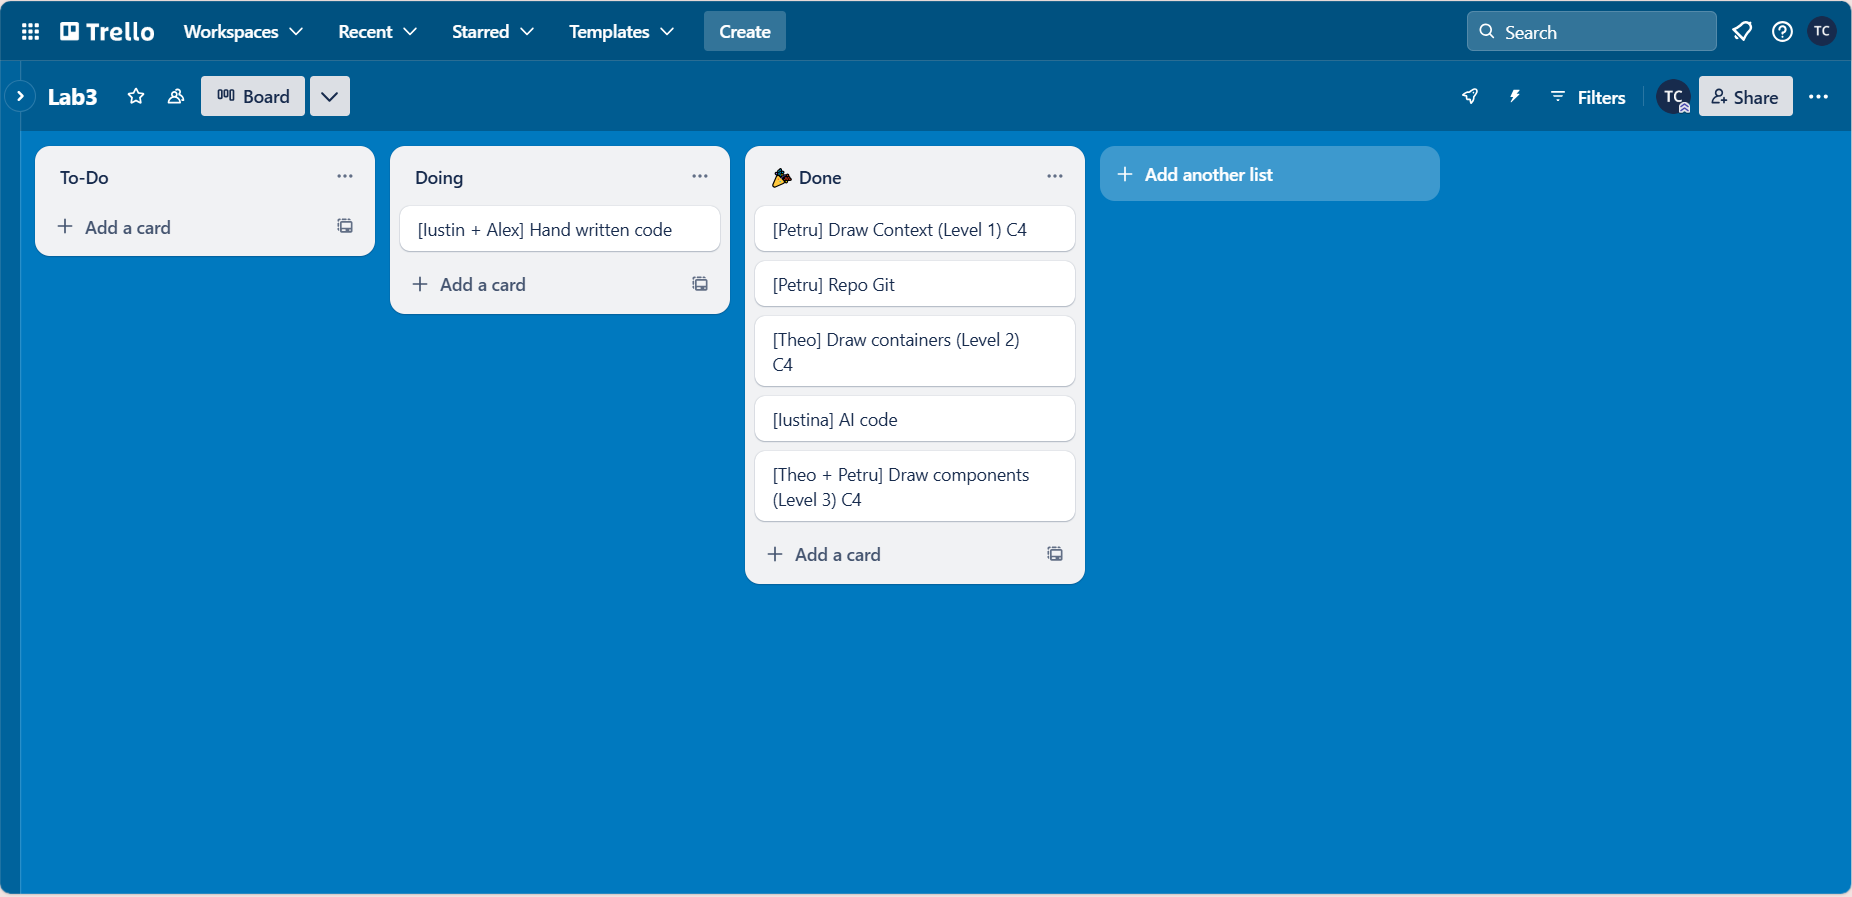 Trello
Workspaces
Recent
Starred
Templates
Create
Search
TC
Lab3
Board
Filters
TC
Share
To-Do
Add a card
Doing
[Iustin + Alex] Hand written code
Add a card
Done
[Petru] Draw Context (Level 1) C4
[Petru] Repo Git
[Theo] Draw containers (Level 2)
C4
[Iustina] AI code
[Theo + Petru] Draw components
(Level 3) C4
Add a card
Add another list